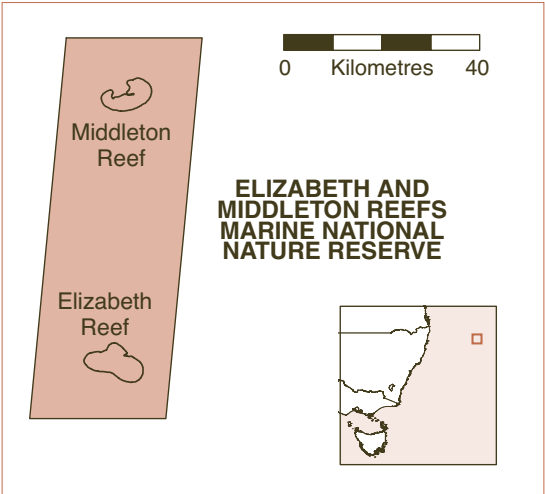 0 Kilometres 40
Middleton
Reef
ELIZABETH AND
MIDDLETON REEFS
MARINE NATIONAL
NATURE RESERVE
Elizabeth
Reef